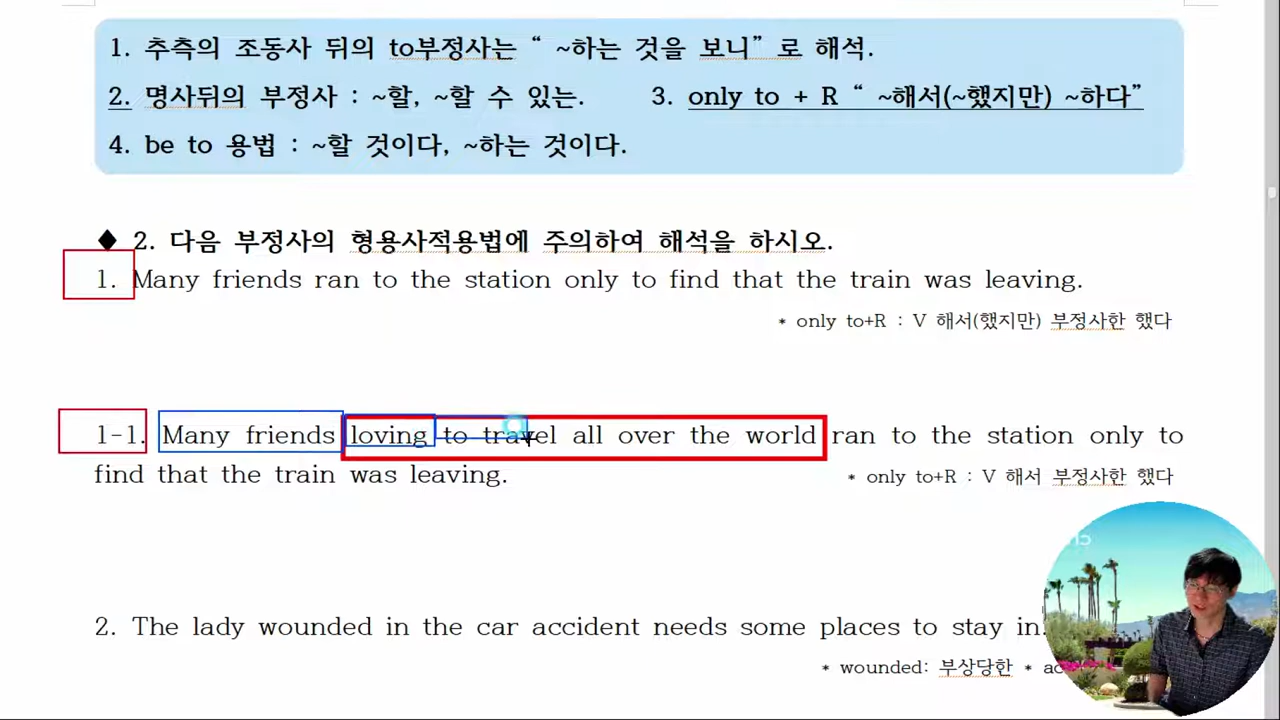 1. 추측의 조동사 뒤의 to부정사는 “ ~하는 것을 보니” 로 해석.
2. 명사뒤의 부정사 : ~할, ~할 수 있는. 3. only to + R “ ~해서(~했지만) ~하다”
4. be to 용법 : ~할 것이다, ~하는 것이다.
◆ 2. 다음 부정사의 형용사적용법에 주의하여 해석을 하시오.
1. Many friends ran to the station only to find that the train was leaving.
* only to+R : V 해서(했지만) 부정사한 했다
1-1. Many friends loving to travel all over the world ran to the station only to
find that the train was leaving.
* only to+R : V 해서 부정사한 했다
2. The lady wounded in the car accident needs some places to stay in.
* wounded: 부상당한 *